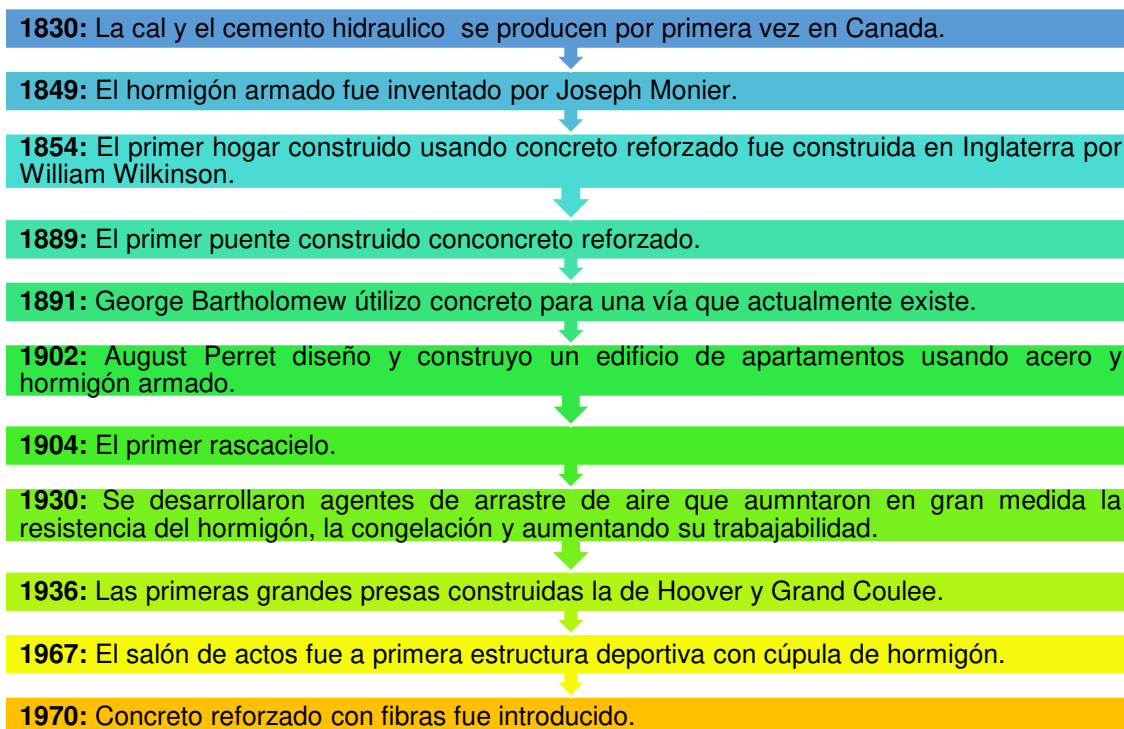 1830: La cal y el cemento hidraulico  se producen por primera vez en Canada.
1849: El hormigón armado fue inventado por Joseph Monier.
1854: El primer hogar construido usando concreto reforzado fue construida en Inglaterra por
William Wilkinson.
1889: El primer puente construido conconcreto reforzado.
1891: George Bartholomew útilizo concreto para una vía que actualmente existe.
1902: August Perret diseño y construyo un edificio de apartamentos usando acero y
hormigón armado.
1904: El primer rascacielo.
1930: Se desarrollaron agentes de arrastre de aire que aumntaron en gran medida la
resistencia del hormigón, la congelación y aumentando su trabajabilidad.
1936: Las primeras grandes presas construidas la de Hoover y Grand Coulee.
1967: El salón de actos fue a primera estructura deportiva con cúpula de hormigón.
1970: Concreto reforzado con fibras fue introducido.